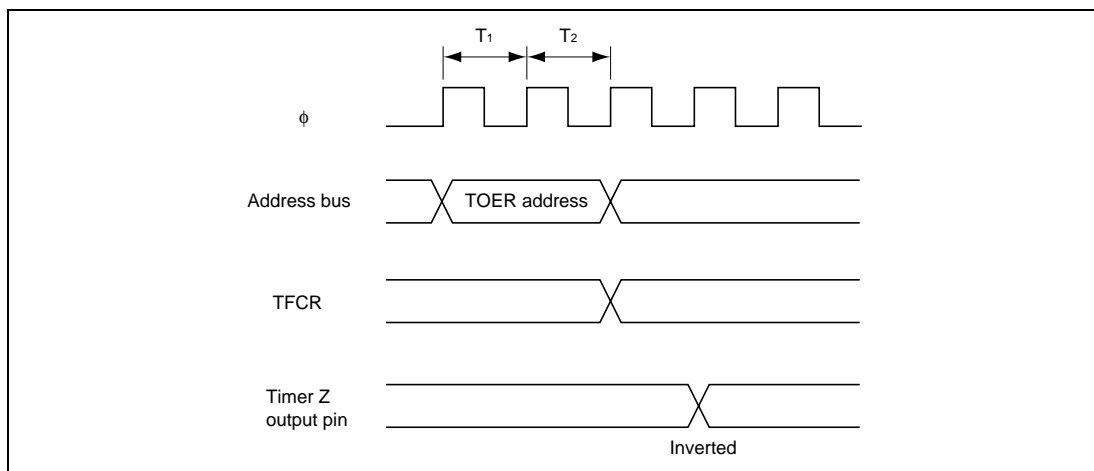 T1
T2
ϕ
Address bus
TOER address
TFCR
Timer Z
output pin
Inverted